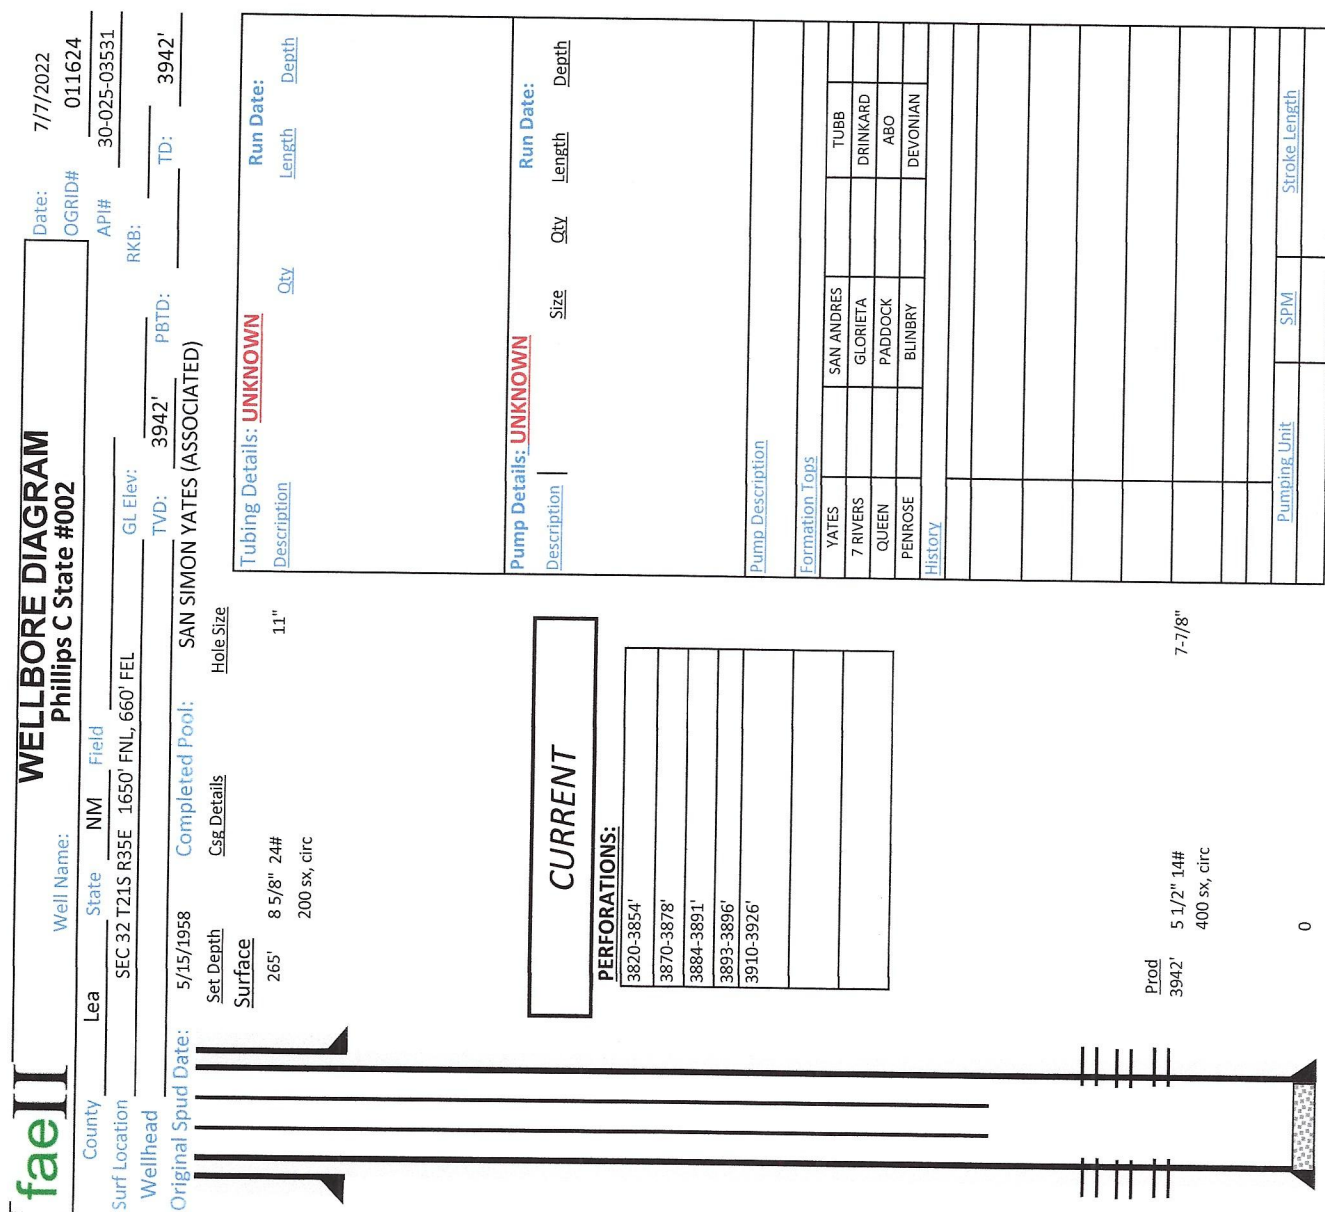 fae II
WELLBORE DIAGRAM
Well Name:
Phillips C State #002
Date:
7/7/2022
OGRID#
011624
County
Lea
State
NM
Field
API#
30-025-03531
Surf Location
SEC 32 T21S R35E 1650' FNL, 660' FEL
GL Elev:
RKB:
Wellhead
TVD:
3942'
PBTD:
TD:
3942'
Original Spud Date:
5/15/1958
Completed Pool:
SAN SIMON YATES (ASSOCIATED)
Set Depth
Csg Details
Hole Size
Surface
265'
8 5/8" 24#
11"
200 sx, circ
CURRENT
PERFORATIONS:
3820-3854'
3870-3878'
3884-3891'
3893-3896'
3910-3926'
Prod
3942'
5 1/2" 14#
7-7/8"
400 sx, circ
0
Tubing Details: UNKNOWN
Run Date:
Description
Qty
Length
Depth
Pump Details: UNKNOWN
Run Date:
Description
Size
Qty
Length
Depth
Pump Description
Formation Tops
YATES
SAN ANDRES
TUBB
7 RIVERS
GLORIETA
DRINKARD
QUEEN
PADDOCK
ABO
PENROSE
BLINBRY
DEVONIAN
History
Pumping Unit
SPM
Stroke Length